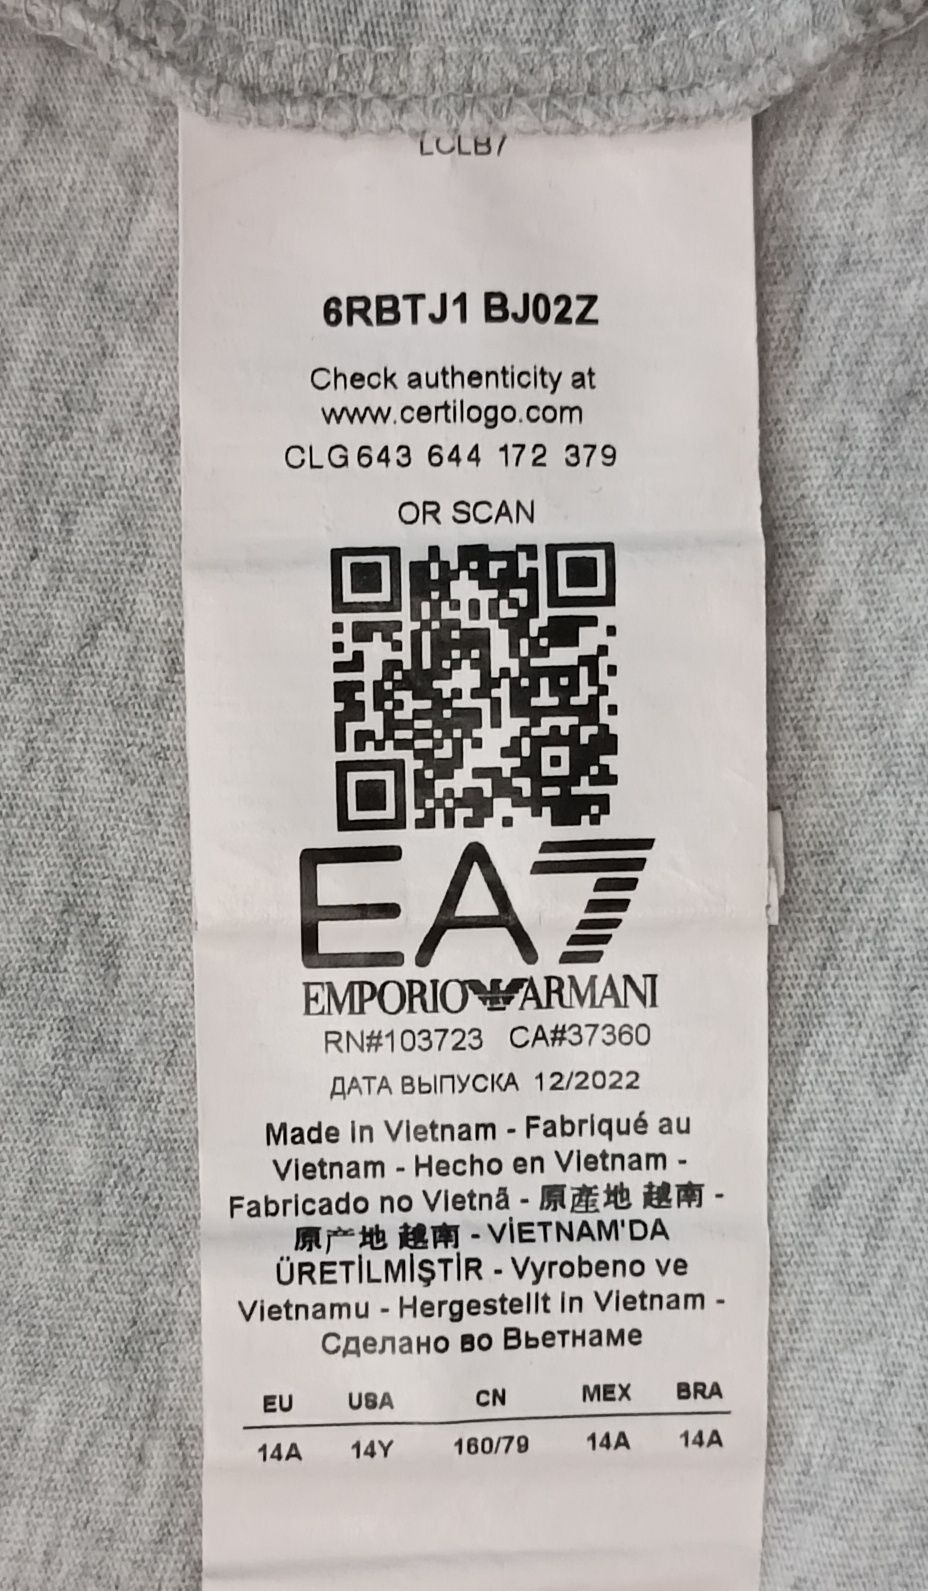 LCLB7
6RBTJ1 BJ02Z
Check authenticity at
www.certilogo.com
CLG 643 644 172 379
OR SCAN
EA7
EMPORIO ARMANI
RN#103723 CA#37360
ДАТА ВЫПУСКА 12/2022
Made in Vietnam - Fabriqué au
Vietnam - Hecho en Vietnam -
Fabricado no Vietnã - 原產地 越南 -
原产地 越南 - VİETNAM'DA
ÜRETİLMİŞTİR - Vyrobeno ve
Vietnamu - Hergestellt in Vietnam -
Сделано во Вьетнаме
EU USA CN MEX BRA
14A 14Y 160/79 14A 14A